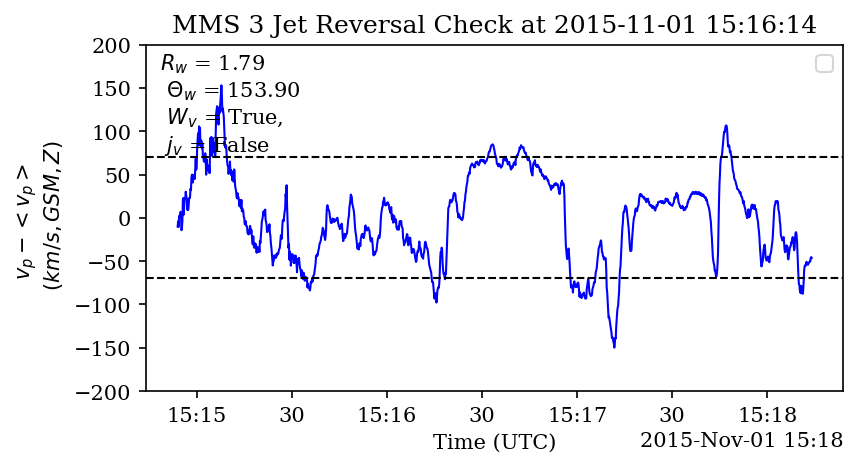 MMS 3 Jet Reversal Check at 2015-11-01 15:16:14
R_w = 1.79
Θ_w = 153.90
W_v = True,
j_v = False
v_p − < v_p >
(km/s, GSM, Z)
200
150
100
50
0
−50
−100
−150
−200
15:15
30
15:16
30
15:17
30
15:18
Time (UTC)
2015-Nov-01 15:18